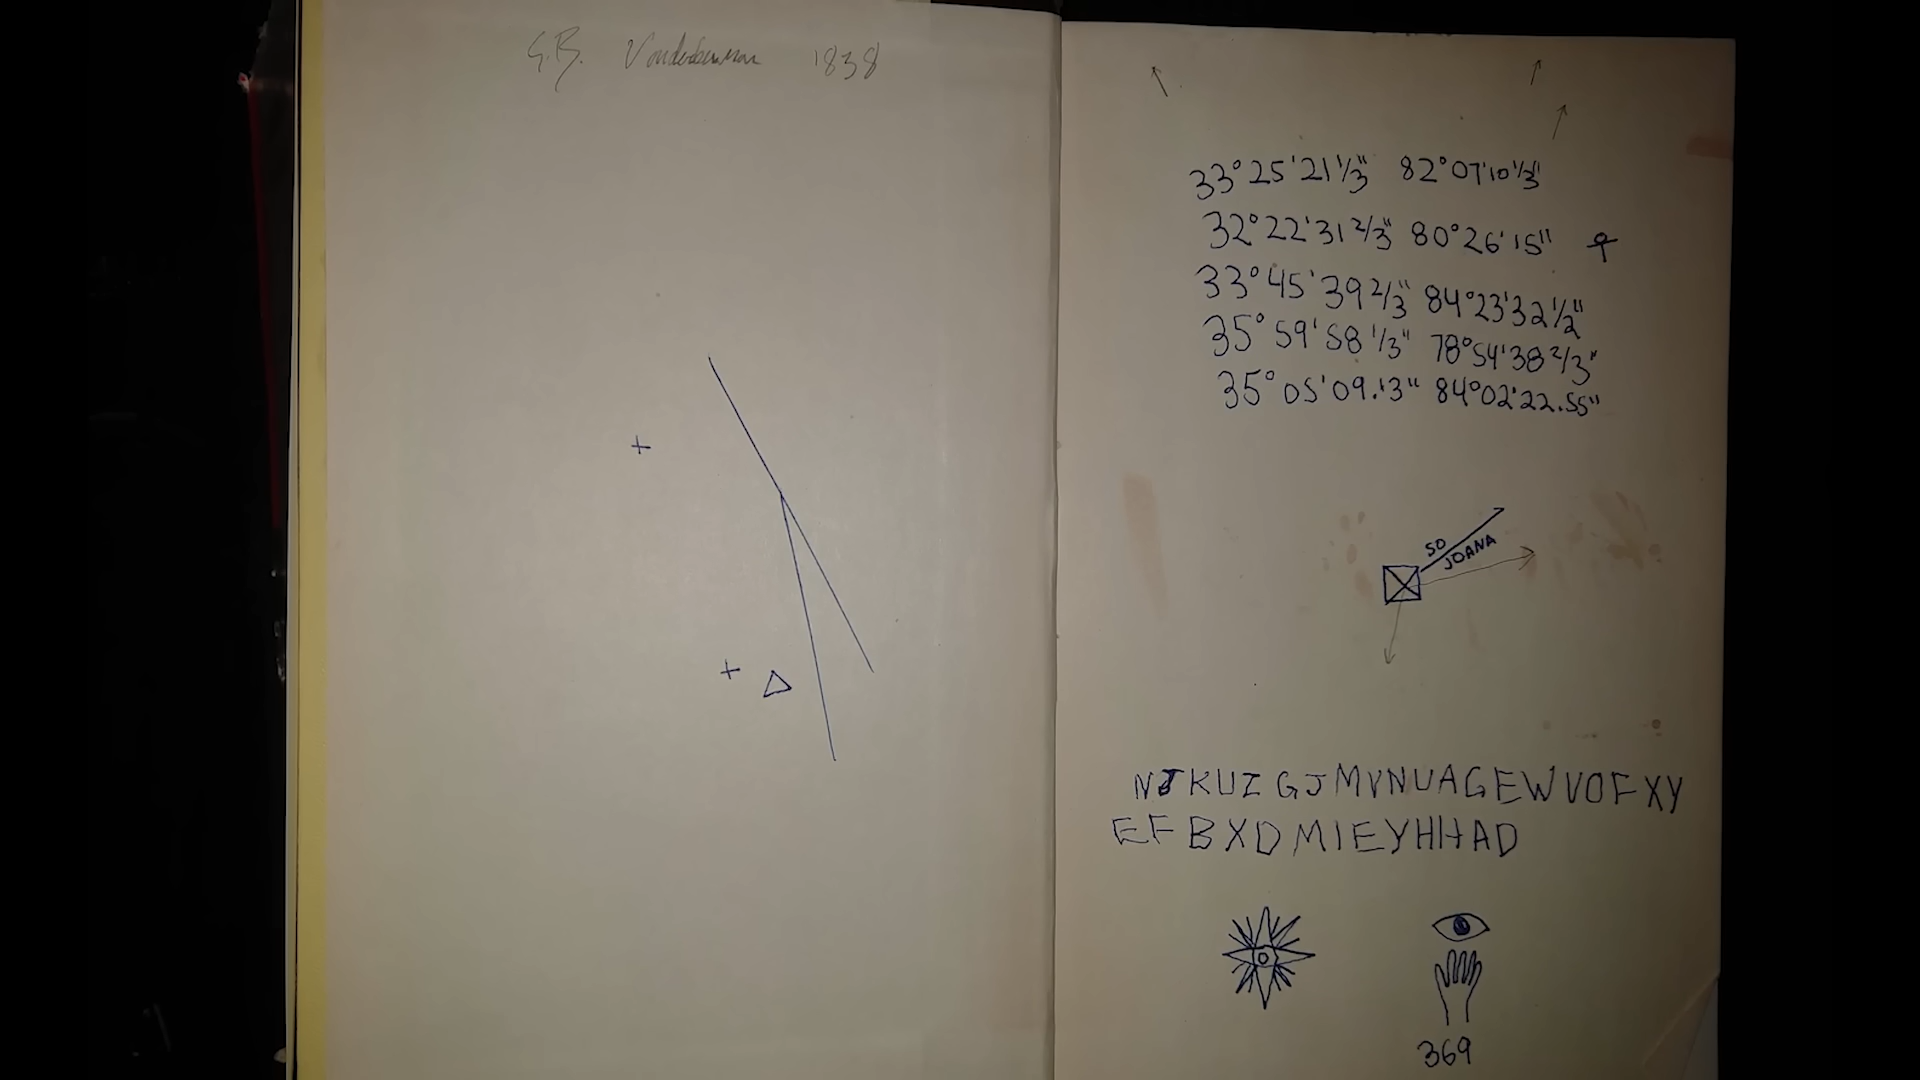 G.B. 1838
33°25'21⅓" 82°07'10⅓"
32°22'31⅔" 80°26'15"
33°45'39⅔" 84°23'32½"
35°59'58⅓" 78°54'38⅔"
35°05'09.13" 84°02'22.55"
SO
JOANA
NJKUZGJMVNUAGEWVOFXY
EFBXDMIEYHHAD
369